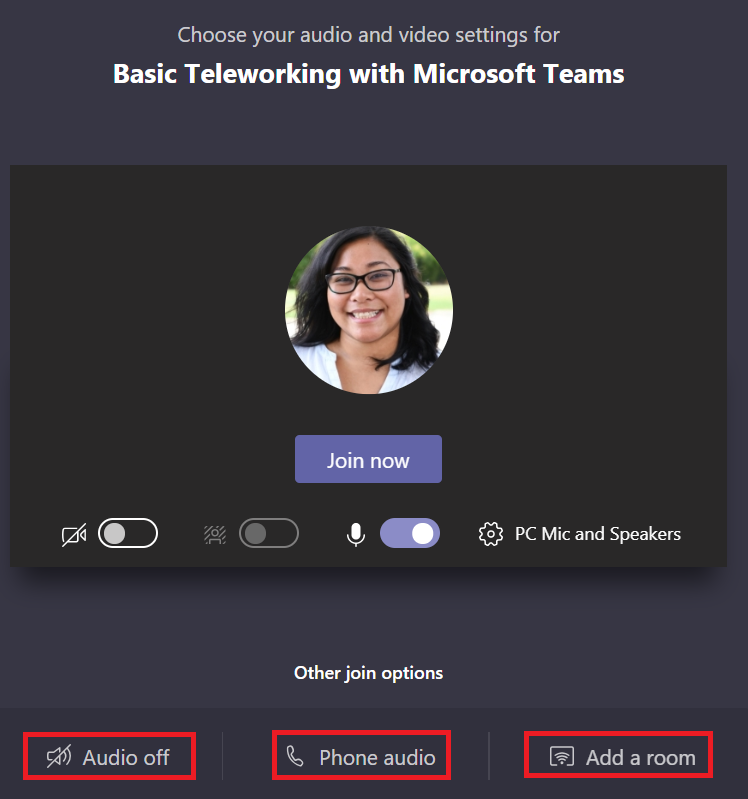 Choose your audio and video settings for
Basic Teleworking with Microsoft Teams
Join now
PC Mic and Speakers
Other join options
Audio off
Phone audio
Add a room